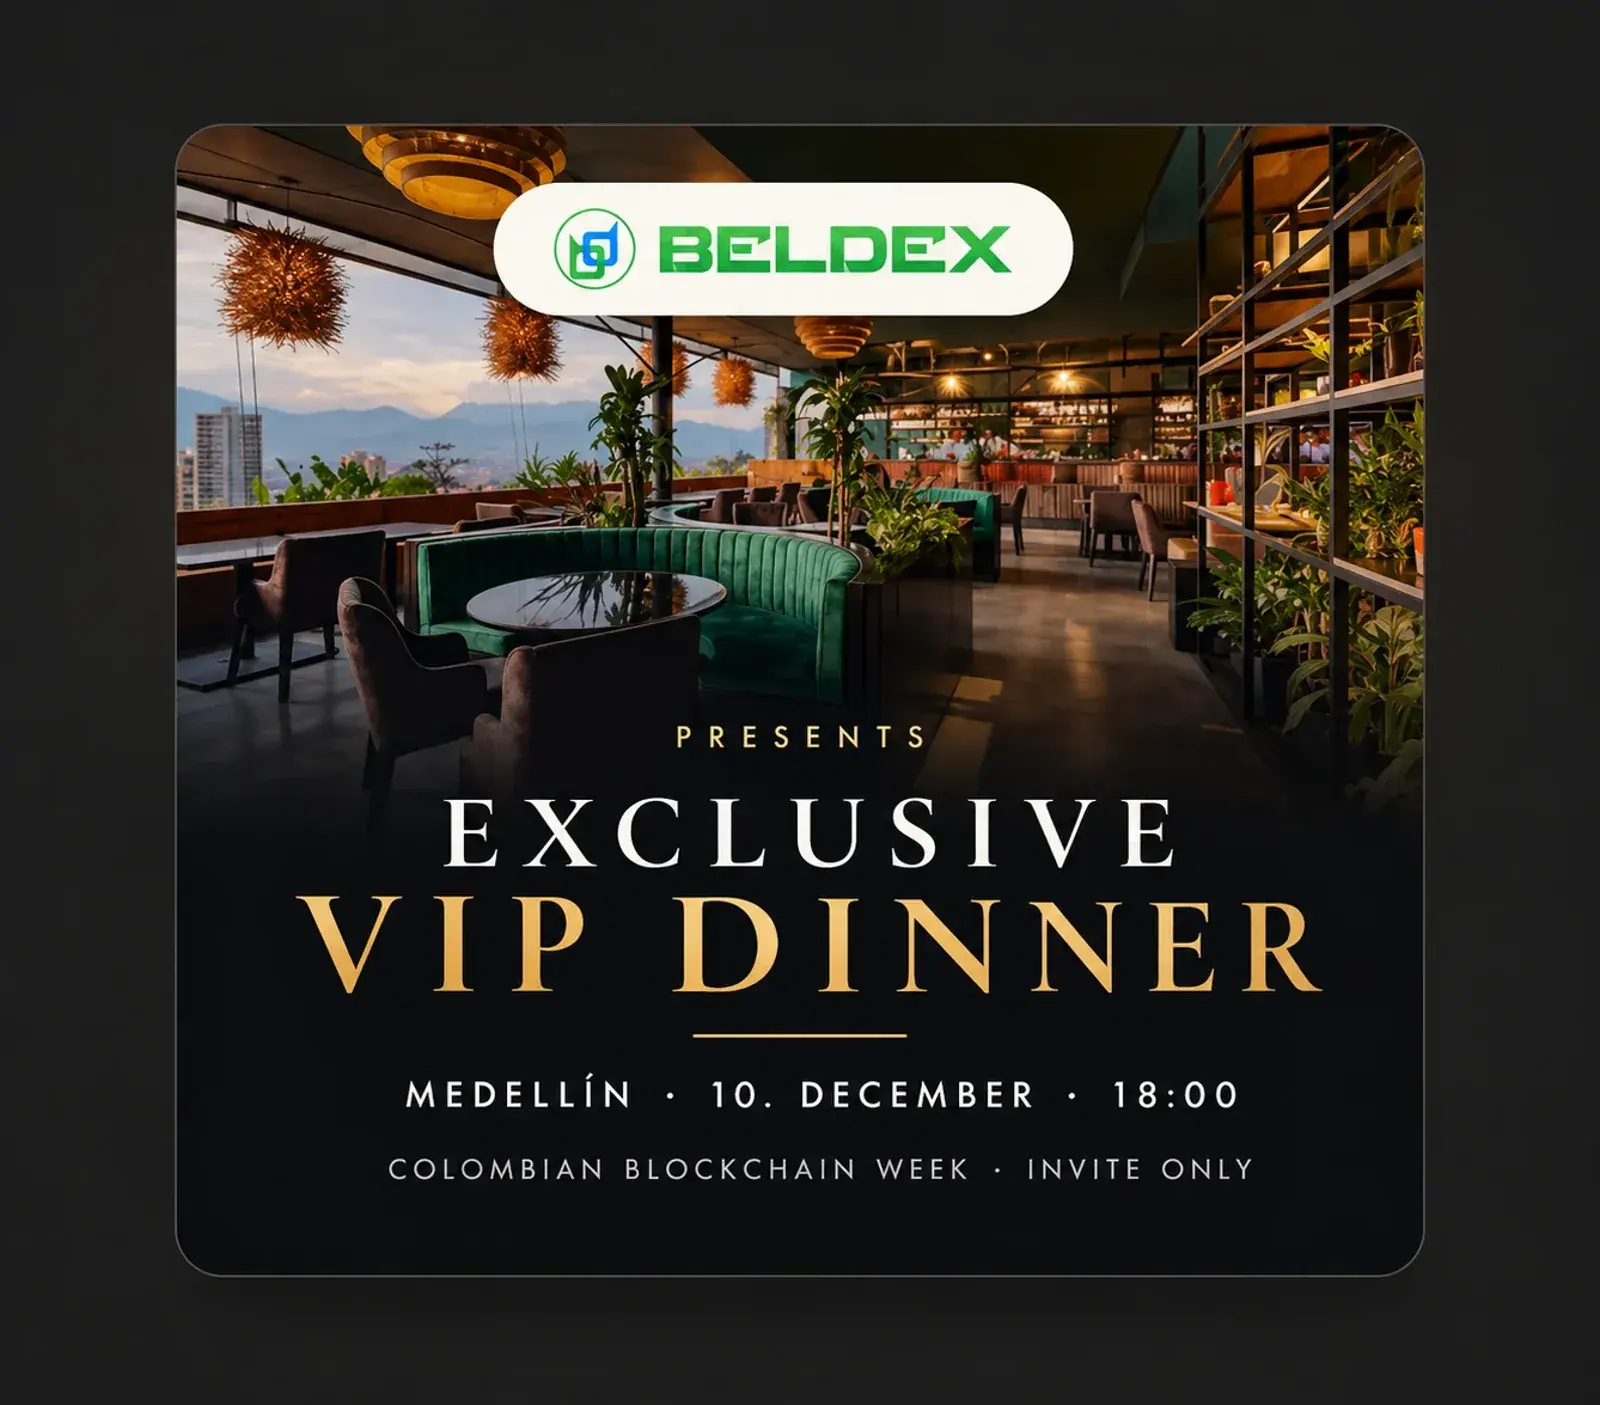 BELDEX
PRESENTS
EXCLUSIVE
VIP DINNER
MEDELLÍN · 10. DECEMBER · 18:00
COLOMBIAN BLOCKCHAIN WEEK · INVITE ONLY